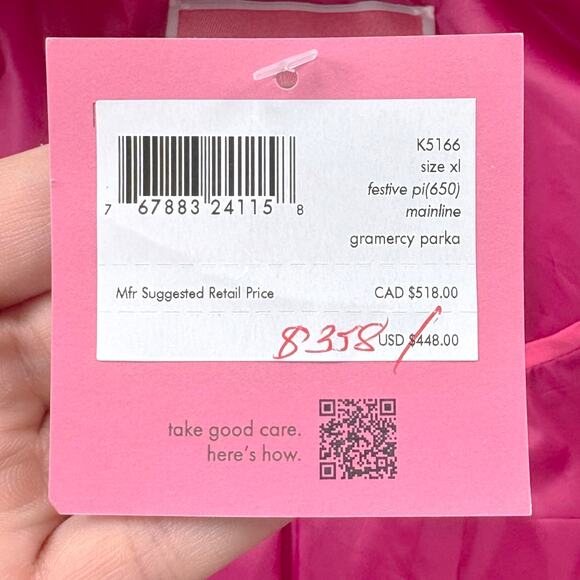 K5166
size xl
festive pi(650)
mainline
gramercy parka
7 67883 24115 8
Mfr Suggested Retail Price CAD $518.00
8358 USD $448.00
take good care.
here's how.